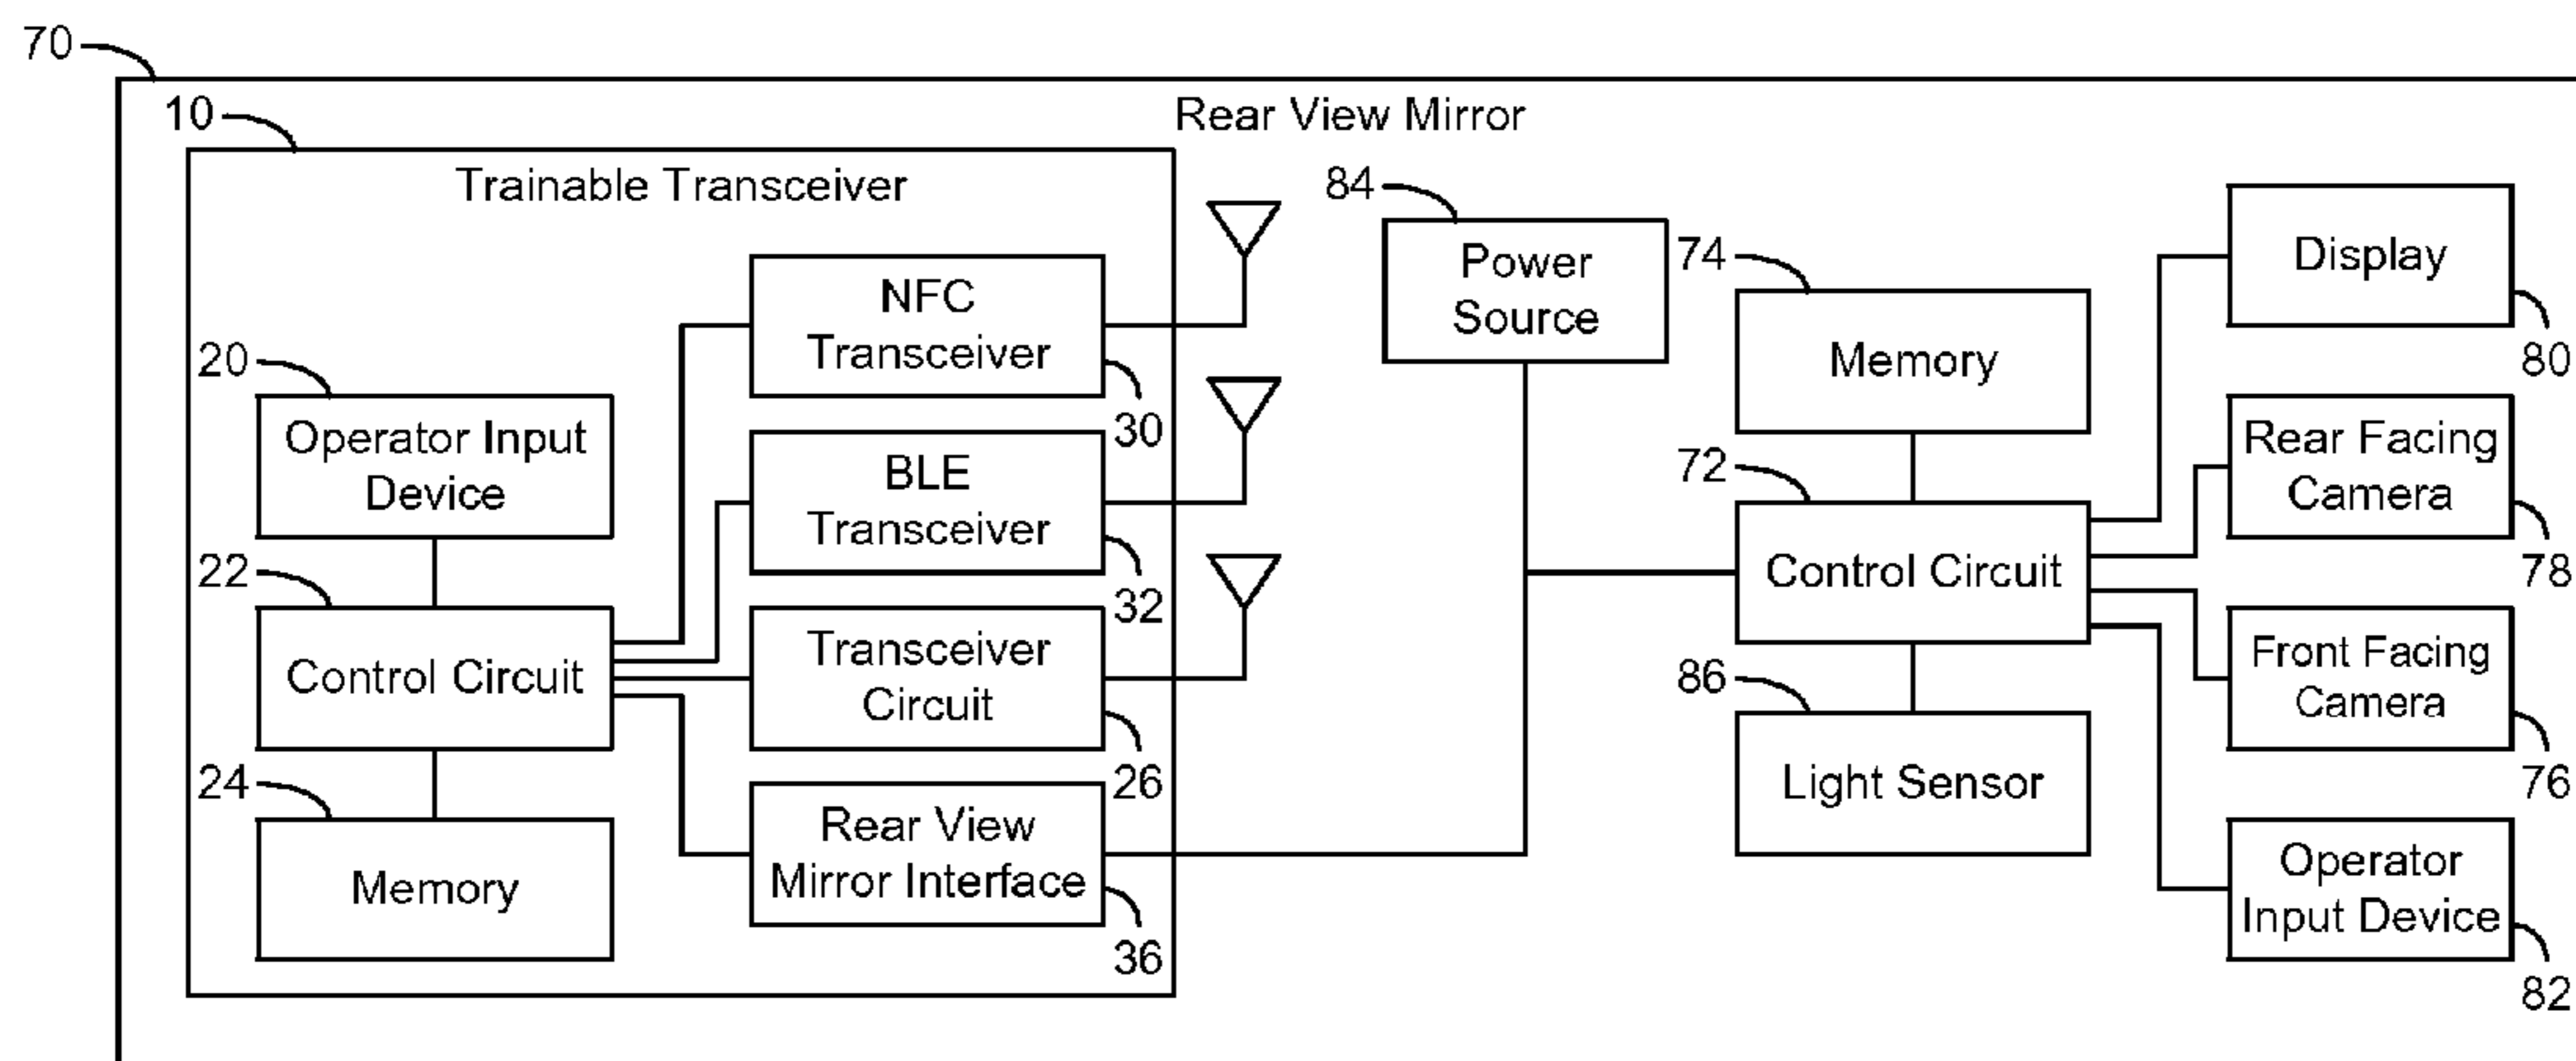 70
10
Rear View Mirror
Trainable Transceiver
84
Power
Source
74
Memory
Display
80
NFC
Transceiver
30
20
Operator Input
Device
BLE
Transceiver
32
72
Control Circuit
Rear Facing
Camera
78
22
Control Circuit
Transceiver
Circuit
26
86
Light Sensor
Front Facing
Camera
76
24
Memory
Rear View
Mirror Interface
36
Operator
Input Device
82